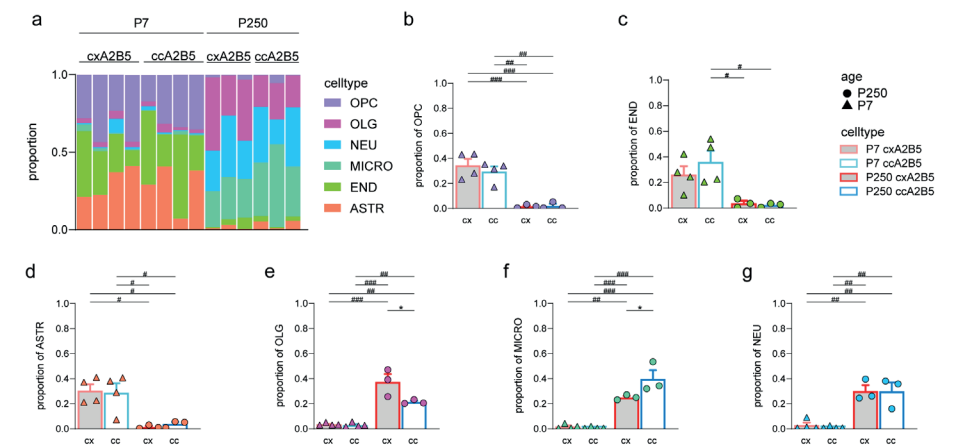 a
P7
P250
cxA2B5
ccA2B5
cxA2B5
ccA2B5
1.0
0.5
0.0
proportion
celltype
OPC
OLG
NEU
MICRO
END
ASTR
b
##
##
###
###
1.0
0.8
0.6
0.4
0.2
0.0
proportion of OPC
cx
cc
cx
cc
c
#
#
1.0
0.8
0.6
0.4
0.2
0.0
proportion of END
cx
cc
cx
cc
age
P250
P7
celltype
P7 cxA2B5
P7 ccA2B5
P250 cxA2B5
P250 ccA2B5
d
#
#
#
#
1.0
0.8
0.6
0.4
0.2
0.0
proportion of ASTR
cx
cc
cx
cc
e
##
###
##
###
*
1.0
0.8
0.6
0.4
0.2
0.0
proportion of OLG
cx
cc
cx
cc
f
###
###
###
##
*
1.0
0.8
0.6
0.4
0.2
0.0
proportion of MICRO
cx
cc
cx
cc
g
##
##
##
##
1.0
0.8
0.6
0.4
0.2
0.0
proportion of NEU
cx
cc
cx
cc